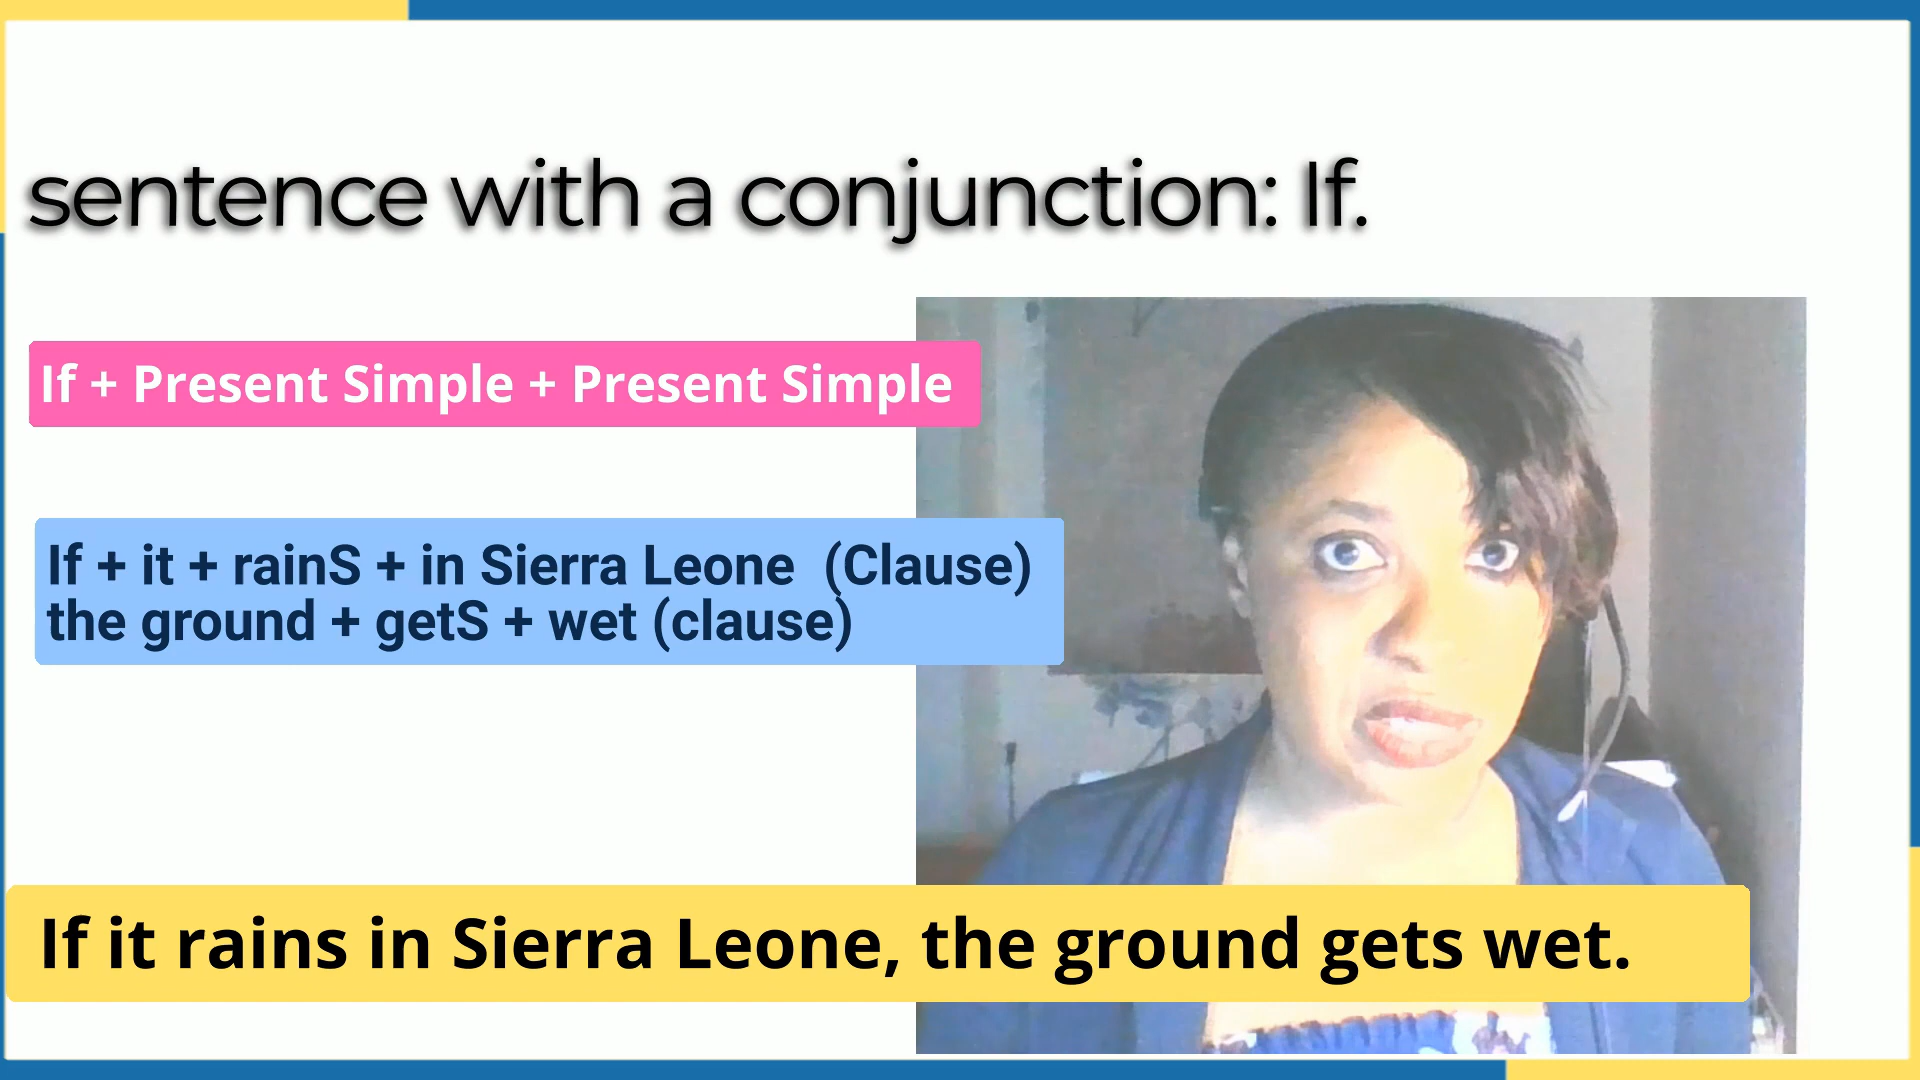 sentence with a conjunction: If.
If + Present Simple + Present Simple
If + it + rainS + in Sierra Leone (Clause)
the ground + getS + wet (clause)
If it rains in Sierra Leone, the ground gets wet.